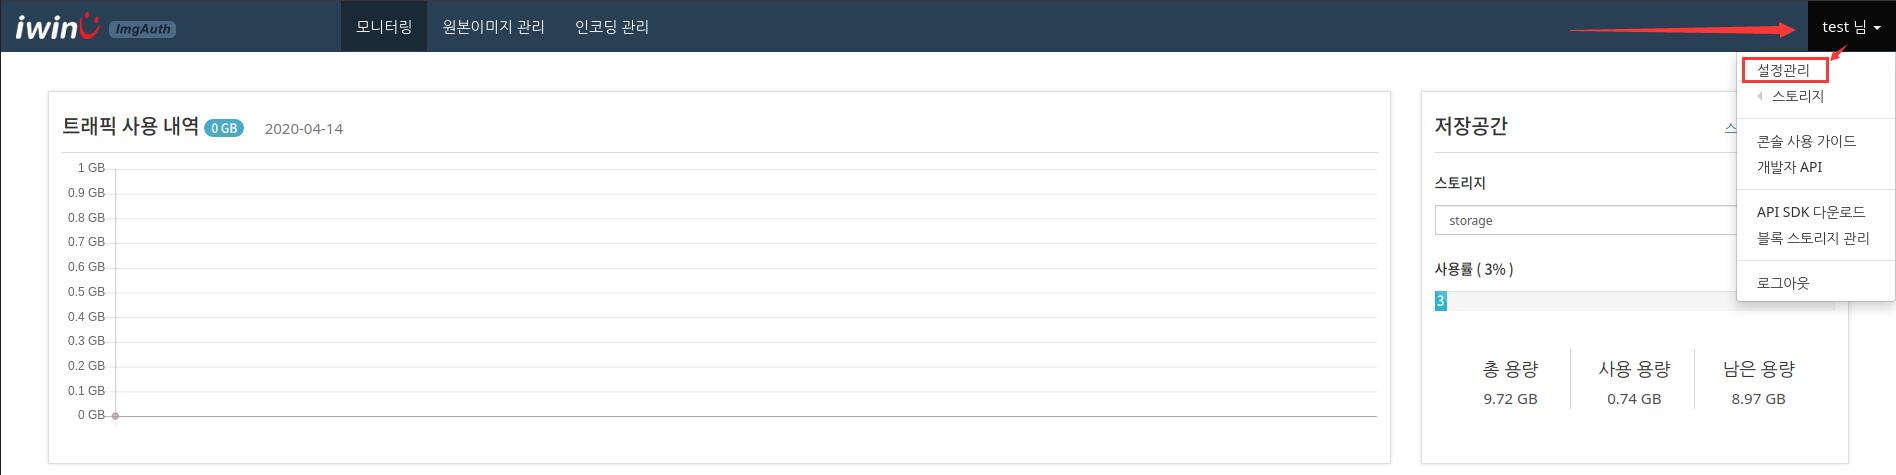 iwinU ImgAuth 모니터링 원본이미지 관리 인코딩 관리 test 님
설정관리
스토리지
콘솔 사용 가이드
개발자 API
API SDK 다운로드
블록 스토리지 관리
로그아웃
트래픽 사용 내역 0 GB 2020-04-14
1 GB
0.9 GB
0.8 GB
0.7 GB
0.6 GB
0.5 GB
0.4 GB
0.3 GB
0.2 GB
0.1 GB
0 GB
저장공간
스토리지
storage
사용률 ( 3% )
3
총 용량 사용 용량 남은 용량
9.72 GB 0.74 GB 8.97 GB